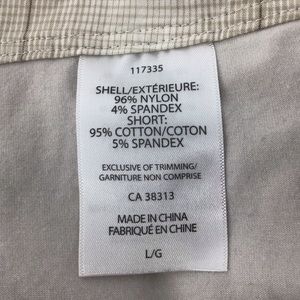 117335
SHELL/EXTÉRIEURE:
96% NYLON
4% SPANDEX
SHORT:
95% COTTON/COTON
5% SPANDEX
EXCLUSIVE OF TRIMMING/
GARNITURE NON COMPRISE
CA 38313
MADE IN CHINA
FABRIQUÉ EN CHINE
L/G